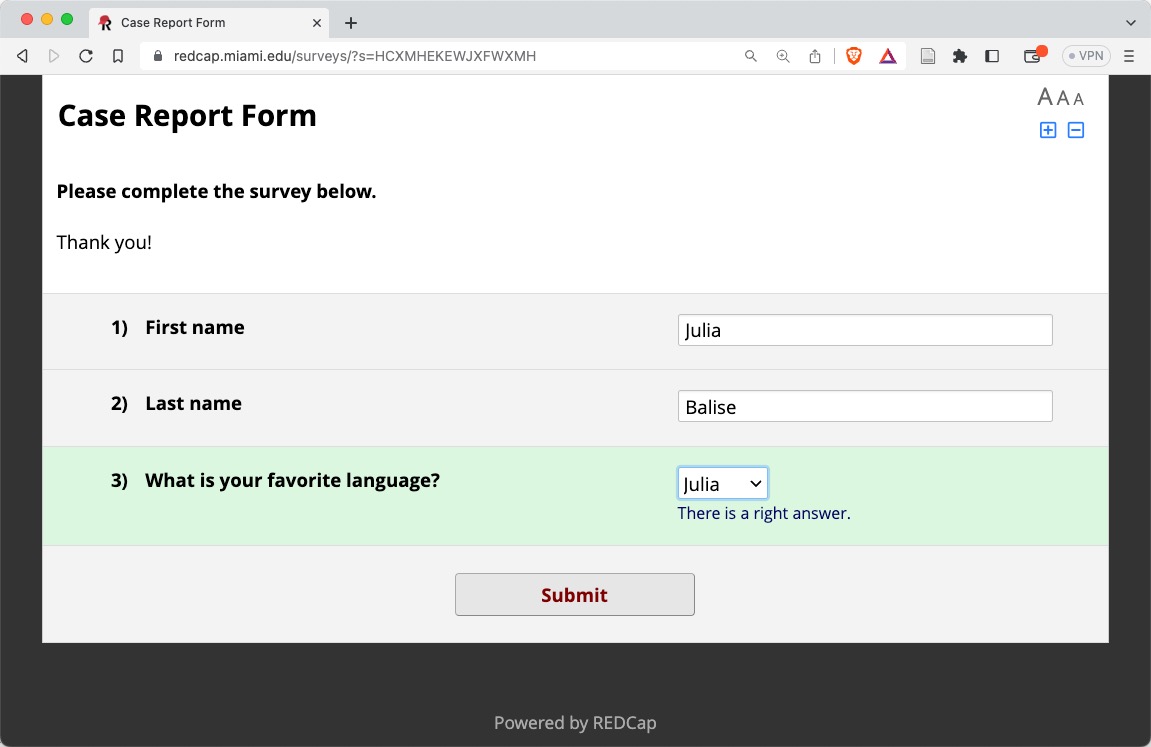 Case Report Form
redcap.miami.edu/surveys/?s=HCXMHEKEWJXFWXMH
VPN
Case Report Form
A A A
Please complete the survey below.
Thank you!
1) First name
Julia
2) Last name
Balise
3) What is your favorite language?
Julia
There is a right answer.
Submit
Powered by REDCap